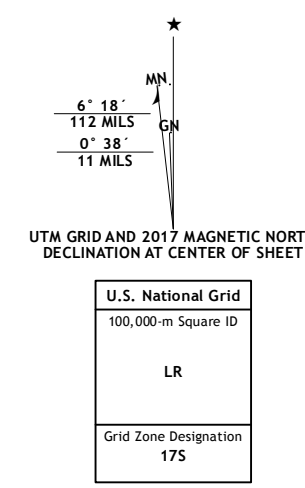 ★
MN
6° 18´
112 MILS
GN
0° 38´
11 MILS
UTM GRID AND 2017 MAGNETIC NORT
DECLINATION AT CENTER OF SHEET
U.S. National Grid
100,000-m Square ID
LR
Grid Zone Designation
17S